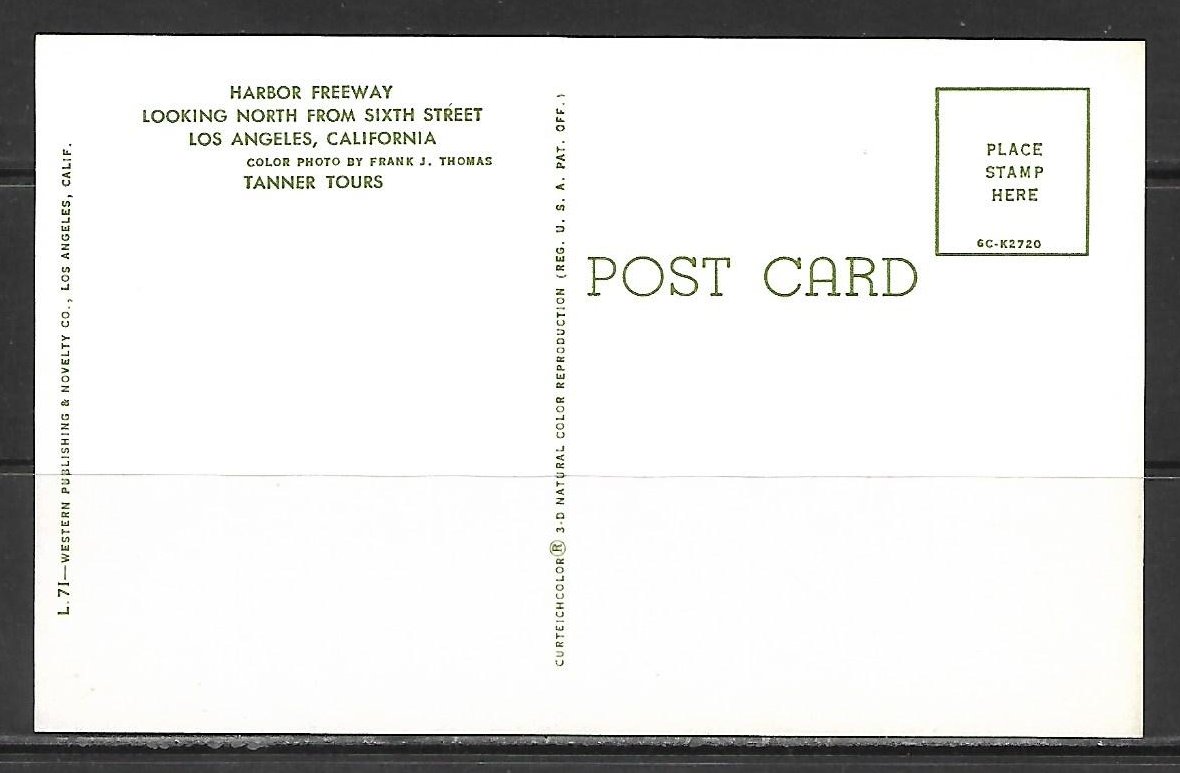 HARBOR FREEWAY
LOOKING NORTH FROM SIXTH STREET
LOS ANGELES, CALIFORNIA
COLOR PHOTO BY FRANK J. THOMAS
TANNER TOURS
L.71—WESTERN PUBLISHING & NOVELTY CO., LOS ANGELES, CALIF.
CURTEICHCOLOR® 3-D NATURAL COLOR REPRODUCTION (REG. U. S. A. PAT. OFF.)
POST CARD
PLACE
STAMP
HERE
6C-K2720